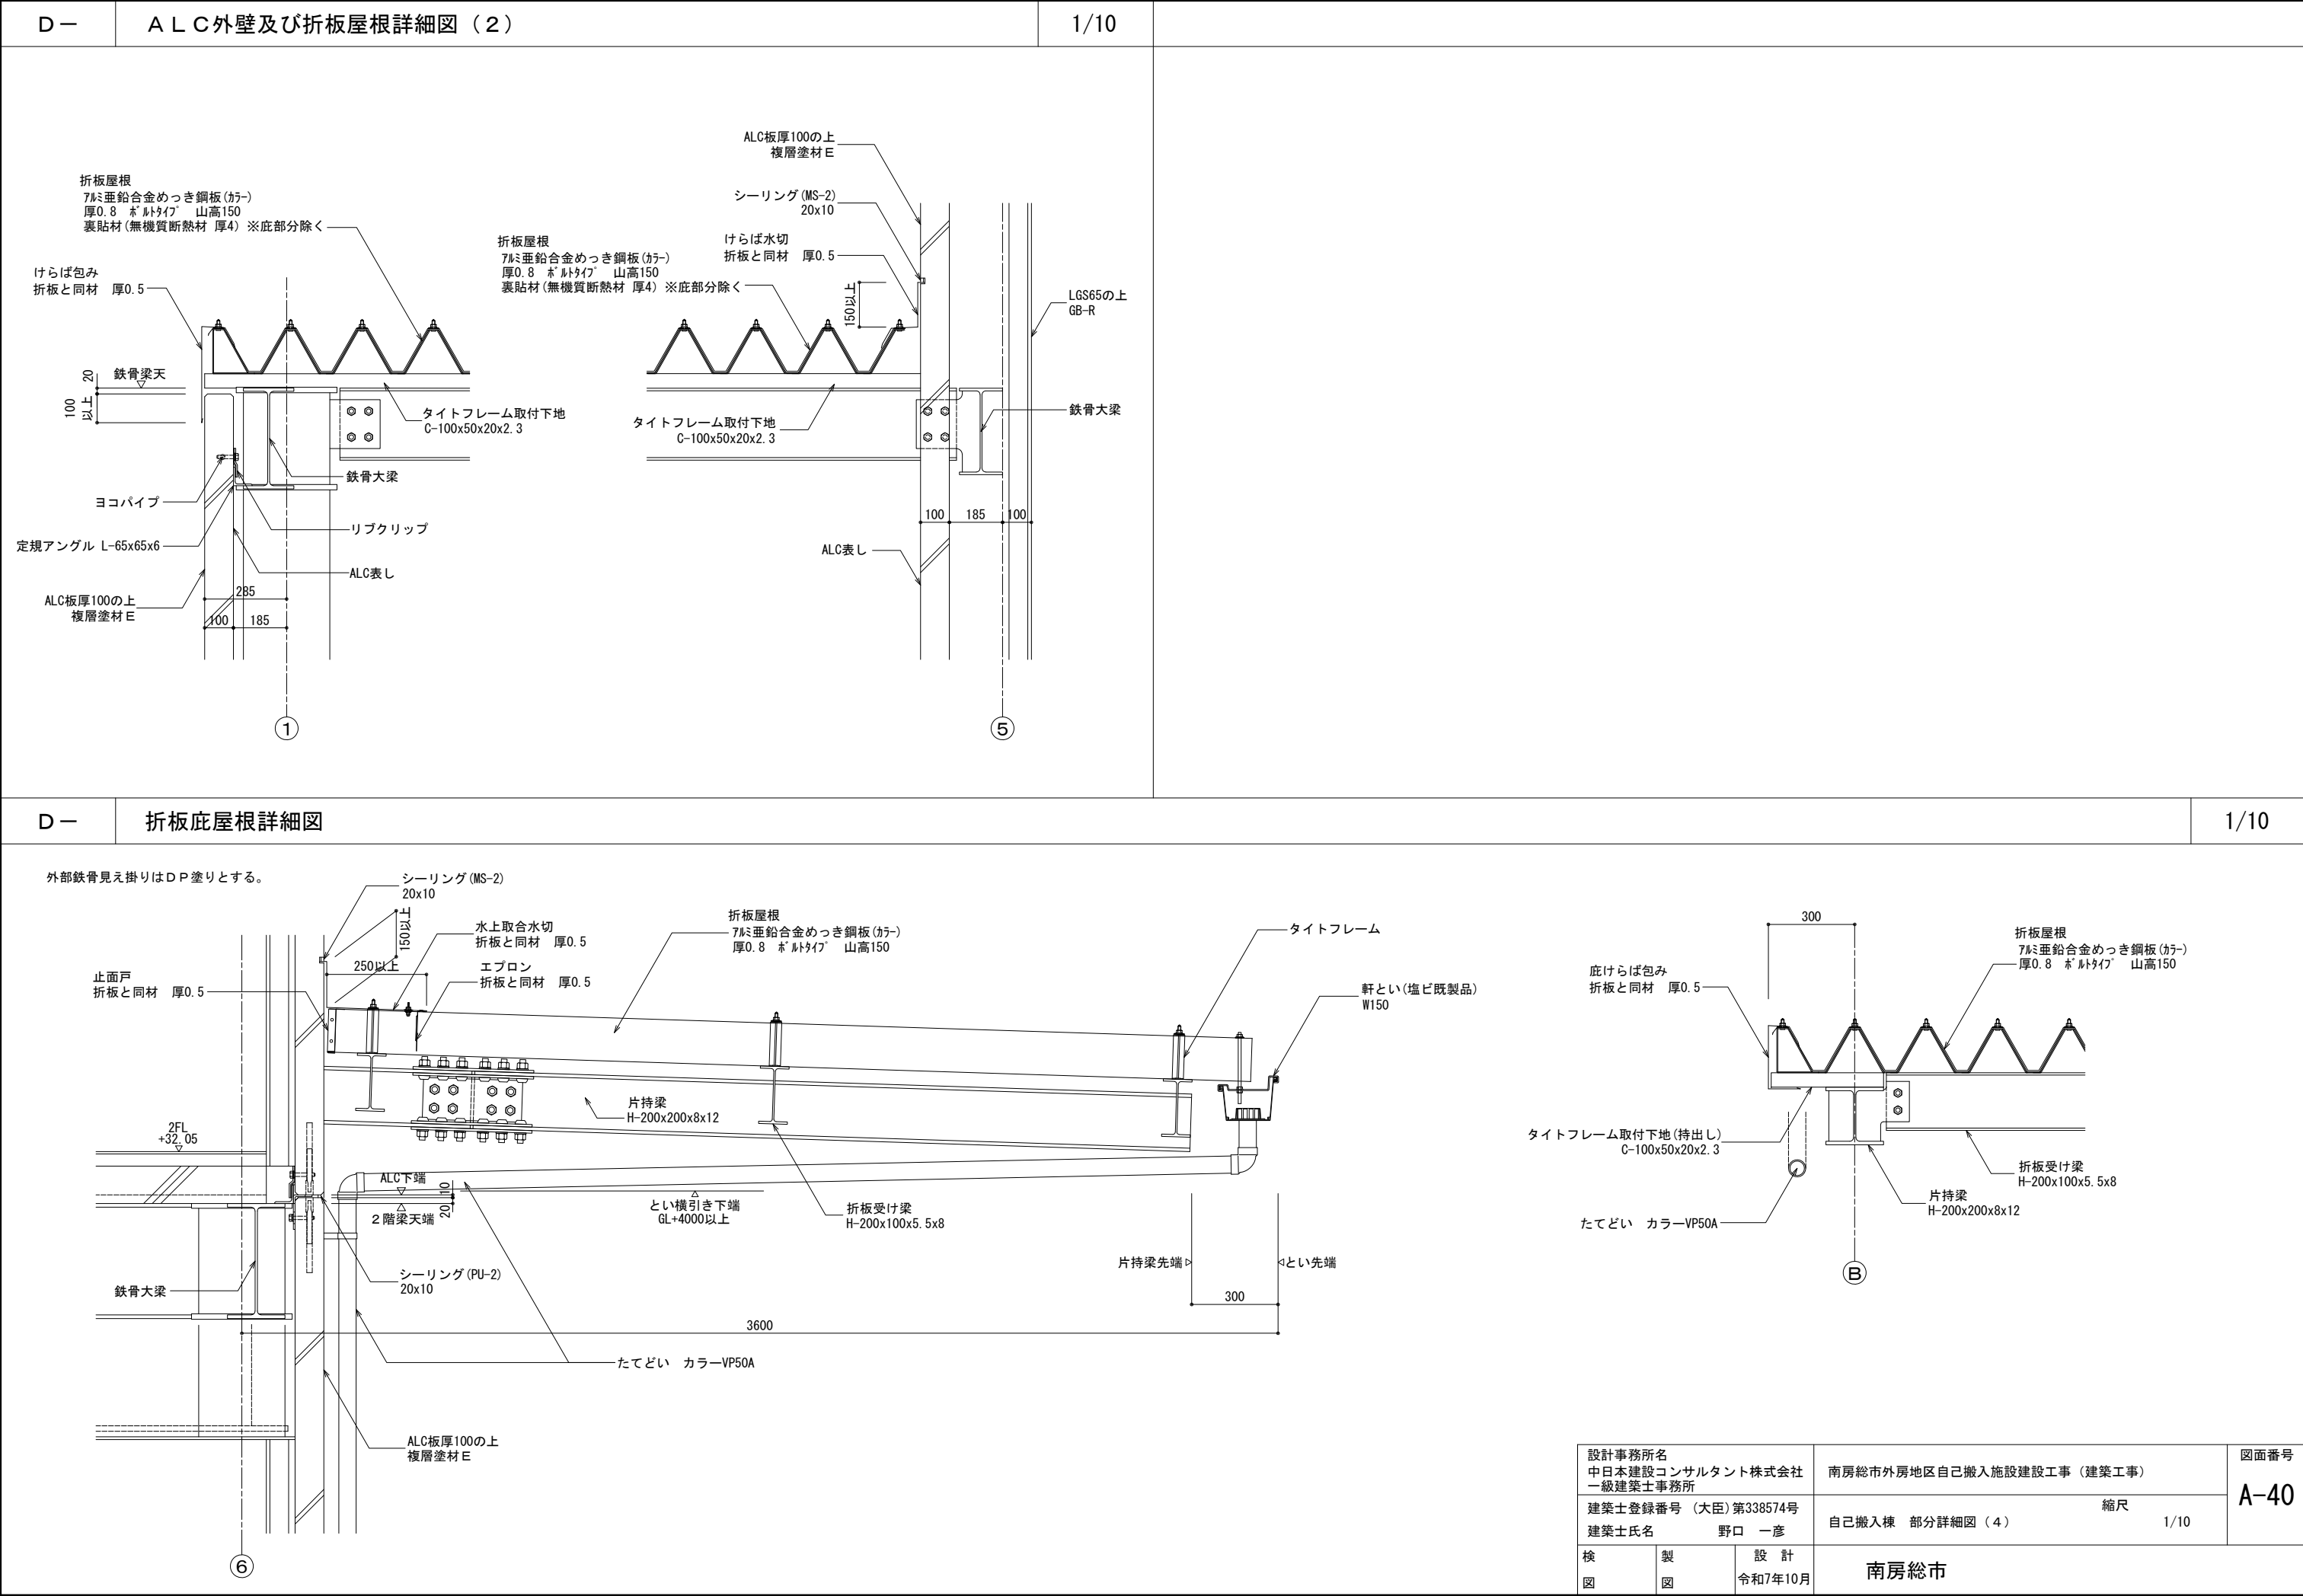 D－
ＡＬＣ外壁及び折板屋根詳細図（２）
1/10
折板屋根
ｱﾙﾐ亜鉛合金めっき鋼板(ｶﾗｰ)
厚0.8　ﾎﾞﾙﾄﾀｲﾌﾟ　山高150
裏貼材(無機質断熱材 厚4) ※庇部分除く
けらば包み
折板と同材　厚0.5
20
鉄骨梁天
100
以上
タイトフレーム取付下地
C-100x50x20x2.3
鉄骨大梁
ヨコパイプ
リブクリップ
定規アングル L-65x65x6
ALC表し
ALC板厚100の上
複層塗材Ｅ
285
100
185
①
ALC板厚100の上
複層塗材Ｅ
シーリング(MS-2)
20x10
けらば水切
折板と同材　厚0.5
折板屋根
ｱﾙﾐ亜鉛合金めっき鋼板(ｶﾗｰ)
厚0.8　ﾎﾞﾙﾄﾀｲﾌﾟ　山高150
裏貼材(無機質断熱材 厚4) ※庇部分除く
150以上
LGS65の上
GB-R
タイトフレーム取付下地
C-100x50x20x2.3
鉄骨大梁
100
185
100
ALC表し
⑤
D－
折板庇屋根詳細図
1/10
外部鉄骨見え掛りはＤＰ塗りとする。
シーリング(MS-2)
20x10
150以上
水上取合水切
折板と同材　厚0.5
250以上
エプロン
折板と同材　厚0.5
止面戸
折板と同材　厚0.5
折板屋根
ｱﾙﾐ亜鉛合金めっき鋼板(ｶﾗｰ)
厚0.8　ﾎﾞﾙﾄﾀｲﾌﾟ　山高150
タイトフレーム
軒とい(塩ビ既製品)
W150
片持梁
H-200x200x8x12
2FL
+32.05
ALC下端
２階梁天端
10
20
とい横引き下端
GL+4000以上
折板受け梁
H-200x100x5.5x8
シーリング(PU-2)
20x10
鉄骨大梁
片持梁先端
とい先端
300
3600
たてどい　カラーVP50A
ALC板厚100の上
複層塗材Ｅ
⑥
300
折板屋根
ｱﾙﾐ亜鉛合金めっき鋼板(ｶﾗｰ)
厚0.8　ﾎﾞﾙﾄﾀｲﾌﾟ　山高150
庇けらば包み
折板と同材　厚0.5
タイトフレーム取付下地(持出し)
C-100x50x20x2.3
折板受け梁
H-200x100x5.5x8
片持梁
H-200x200x8x12
たてどい　カラーVP50A
Ⓑ
設計事務所名
中日本建設コンサルタント株式会社
一級建築士事務所
建築士登録番号　(大臣)第338574号
建築士氏名　野口　一彦
検図
製図
設　計
令和7年10月
南房総市外房地区自己搬入施設建設工事（建築工事）
自己搬入棟　部分詳細図（４）
縮尺
1/10
南房総市
図面番号
A-40